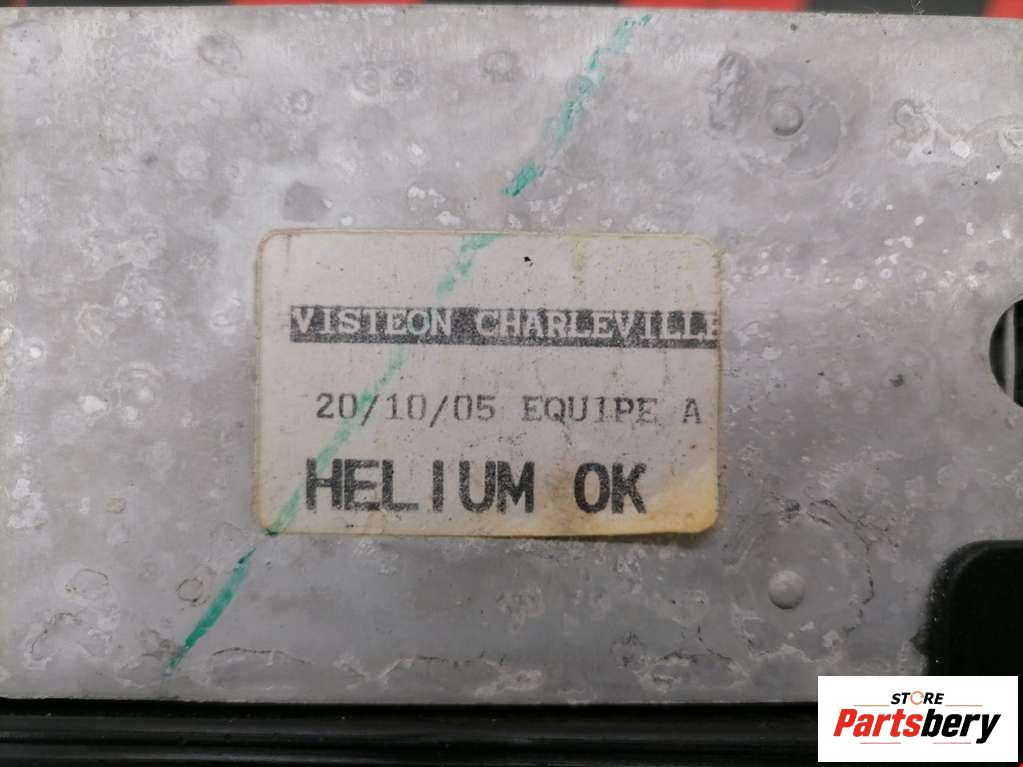 VISTEON CHARLEVILLE
20/10/05 EQUIPE A
HELIUM OK
STORE
Partsbery